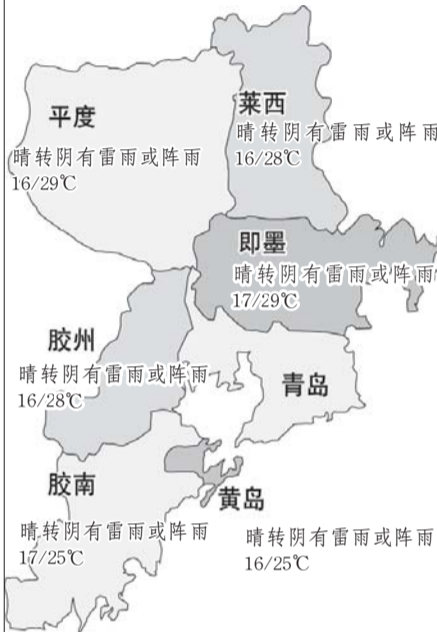 平度
晴转阴有雷雨或阵雨
16/29℃
莱西
晴转阴有雷雨或阵雨
16/28℃
即墨
晴转阴有雷雨或阵雨
17/29℃
胶州
晴转阴有雷雨或阵雨
16/28℃
青岛
胶南
晴转阴有雷雨或阵雨
17/25℃
黄岛
晴转阴有雷雨或阵雨
16/25℃